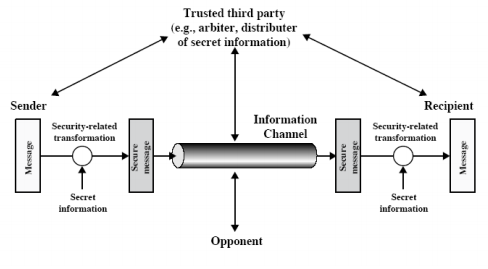 Trusted third party
(e.g., arbiter, distributer
of secret information)
Sender
Recipient
Security-related
transformation
Information
Channel
Security-related
transformation
Message
Secure
message
Secure
message
Message
Secret
information
Secret
information
Opponent